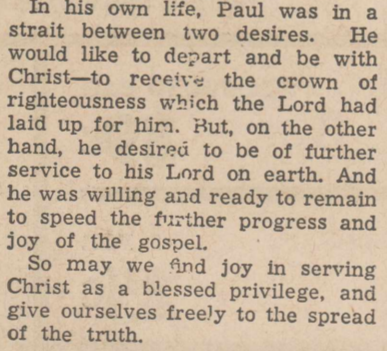 In his own life, Paul was in a
strait between two desires. He
would like to depart and be with
Christ—to receive the crown of
righteousness which the Lord had
laid up for him. But, on the other
hand, he desired to be of further
service to his Lord on earth. And
he was willing and ready to remain
to speed the further progress and
joy of the gospel.
So may we find joy in serving
Christ as a blessed privilege, and
give ourselves freely to the spread
of the truth.